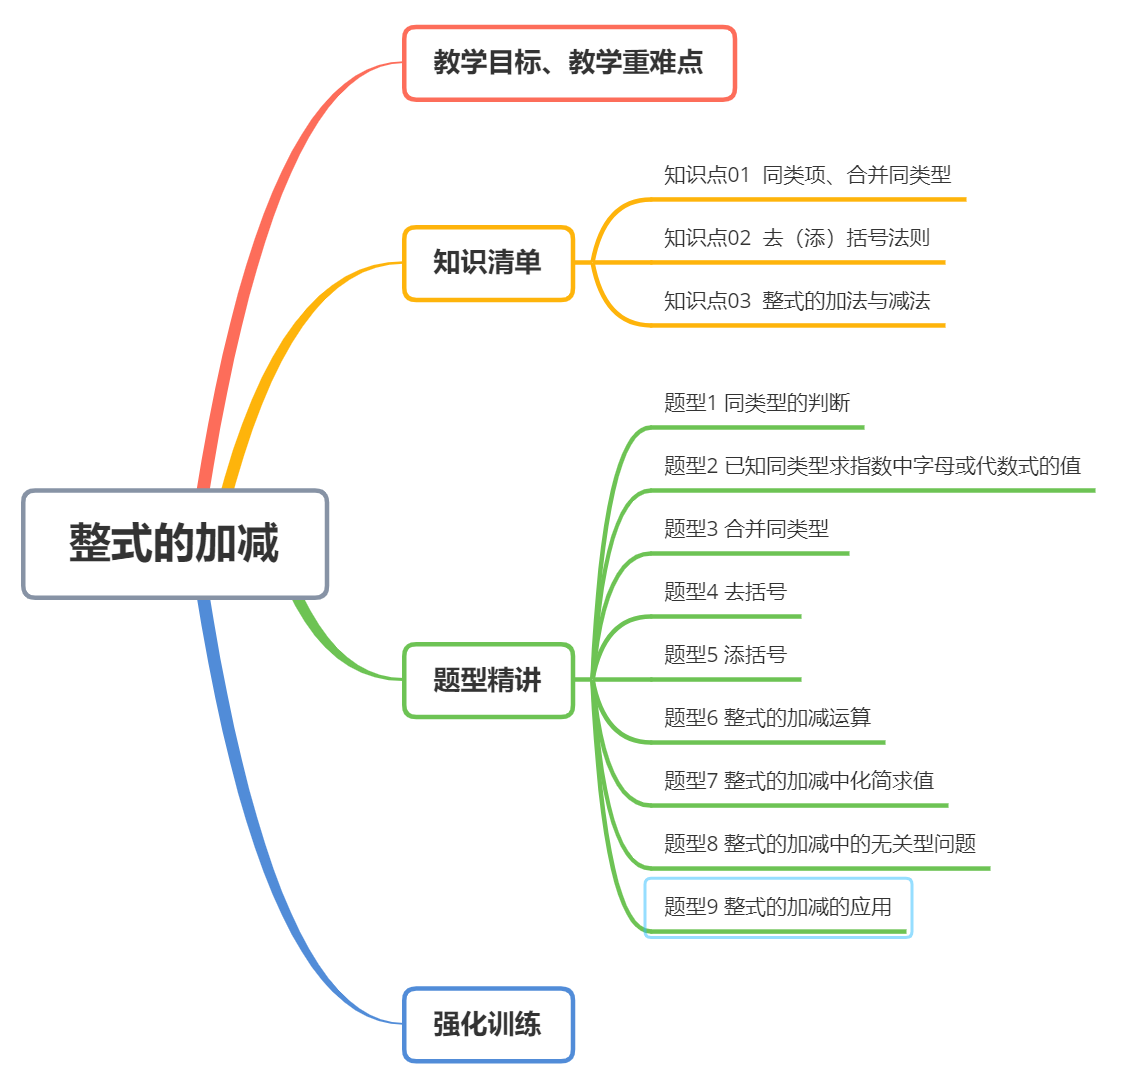 教学目标、教学重难点
知识点01 同类项、合并同类型
知识点02 去（添）括号法则
知识清单
知识点03 整式的加法与减法
题型1 同类型的判断
题型2 已知同类型求指数中字母或代数式的值
题型3 合并同类型
整式的加减
题型4 去括号
题型5 添括号
题型精讲
题型6 整式的加减运算
题型7 整式的加减中化简求值
题型8 整式的加减中的无关型问题
题型9 整式的加减的应用
强化训练